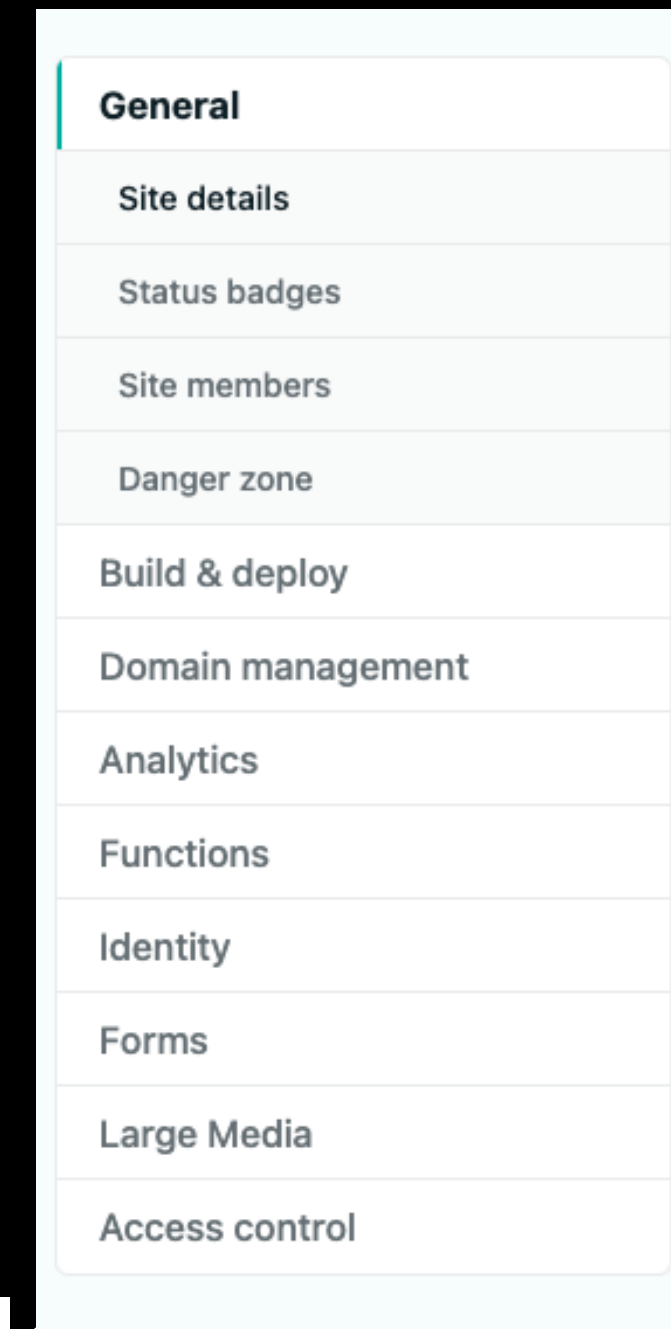 General
Site details
Status badges
Site members
Danger zone
Build & deploy
Domain management
Analytics
Functions
Identity
Forms
Large Media
Access control